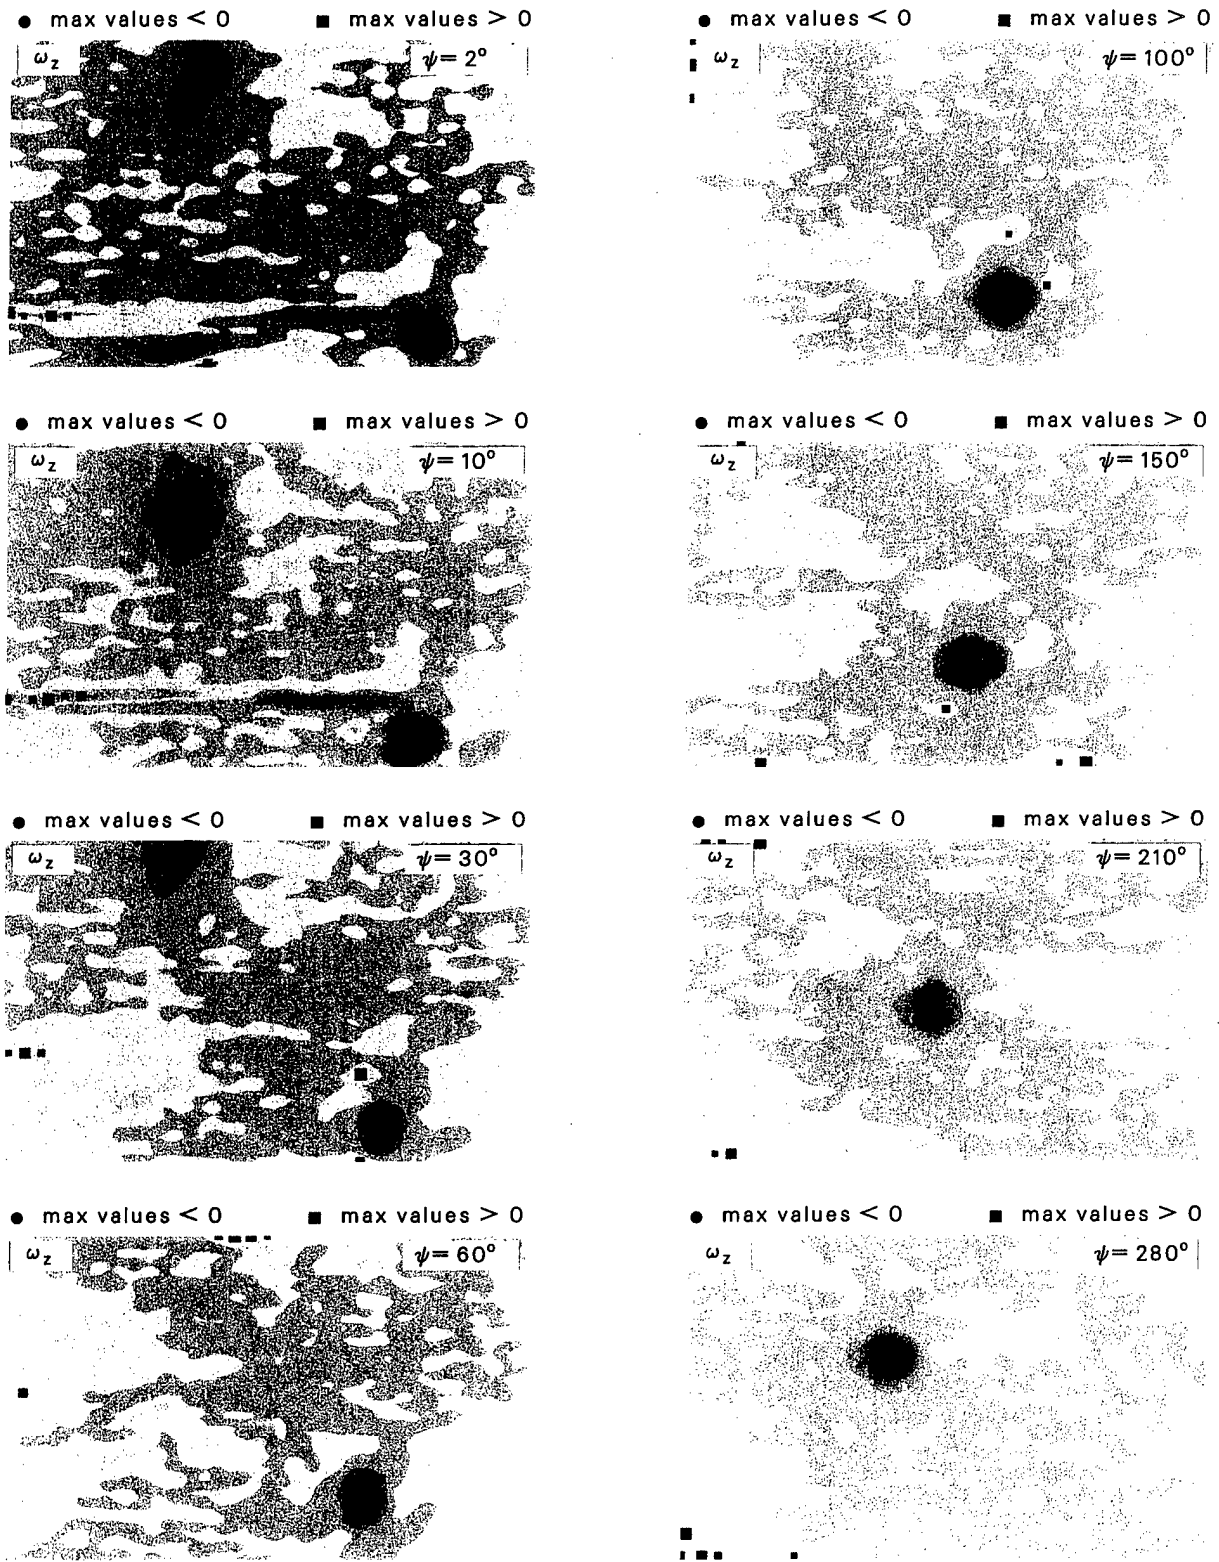 ● max values < 0 ■ max values > 0
ω_z ψ= 2°
● max values < 0 ■ max values > 0
ω_z ψ= 100°
● max values < 0 ■ max values > 0
ω_z ψ= 10°
● max values < 0 ■ max values > 0
ω_z ψ= 150°
● max values < 0 ■ max values > 0
ω_z ψ= 30°
● max values < 0 ■ max values > 0
ω_z ψ= 210°
● max values < 0 ■ max values > 0
ω_z ψ= 60°
● max values < 0 ■ max values > 0
ω_z ψ= 280°